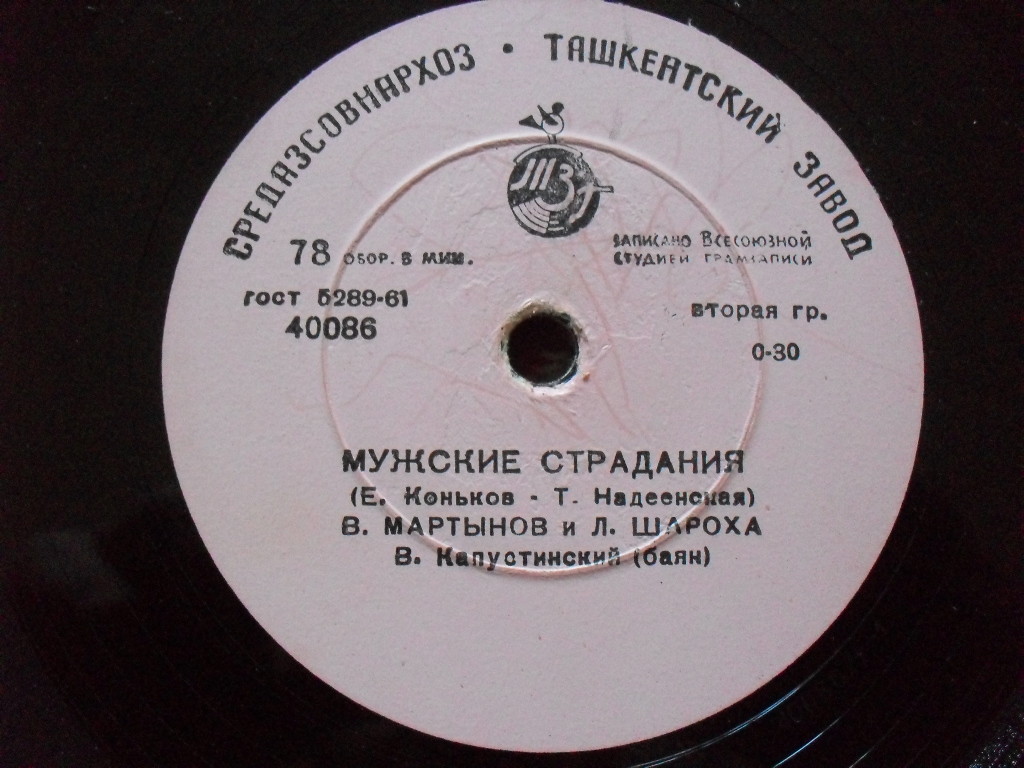 СРЕДАЗСОВНАРХОЗ • ТАШКЕНТСКИЙ ЗАВОД
ТЗГ
78 ОБОР. В МИН.
ЗАПИСАНО ВСЕСОЮЗНОЙ
СТУДИЕЙ ГРАМЗАПИСИ
ГОСТ 5289-61
40086
ВТОРАЯ ГР.
0-30
МУЖСКИЕ СТРАДАНИЯ
(Е. Коньков - Т. Надеенская)
В. МАРТЫНОВ и Л. ШАРОХА
В. Капустинский (баян)